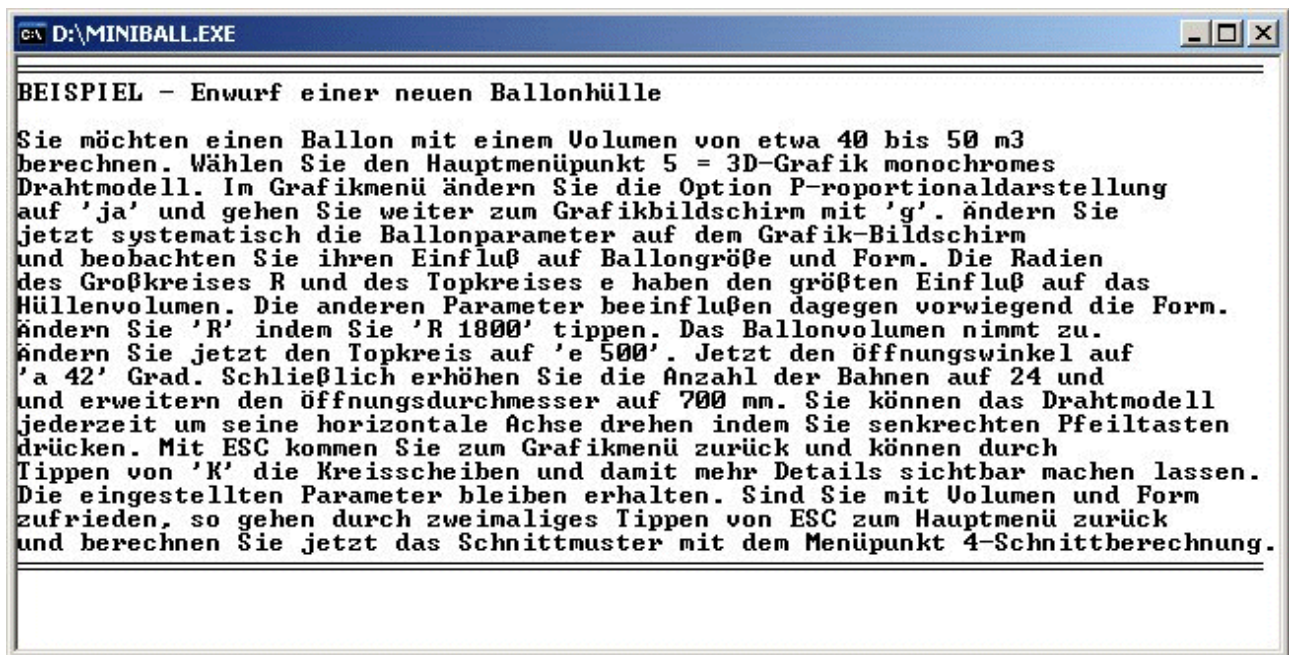 D:\MINIBALL.EXE
BEISPIEL - Enwurf einer neuen Ballonhülle
Sie möchten einen Ballon mit einem Volumen von etwa 40 bis 50 m3
berechnen. Wählen Sie den Hauptmenüpunkt 5 = 3D-Grafik monochromes
Drahtmodell. Im Grafikmenü ändern Sie die Option P-roportionaldarstellung
auf 'ja' und gehen Sie weiter zum Grafikbildschirm mit 'g'. Ändern Sie
jetzt systematisch die Ballonparameter auf dem Grafik-Bildschirm
und beobachten Sie ihren Einfluß auf Ballongröße und Form. Die Radien
des Großkreises R und des Topkreises e haben den größten Einfluß auf das
Hüllenvolumen. Die anderen Parameter beeinflußen dagegen vorwiegend die Form.
Ändern Sie 'R' indem Sie 'R 1800' tippen. Das Ballonvolumen nimmt zu.
Ändern Sie jetzt den Topkreis auf 'e 500'. Jetzt den Öffnungswinkel auf
'a 42' Grad. Schließlich erhöhen Sie die Anzahl der Bahnen auf 24 und
und erweitern den Öffnungsdurchmesser auf 700 mm. Sie können das Drahtmodell
jederzeit um seine horizontale Achse drehen indem Sie senkrechten Pfeiltasten
drücken. Mit ESC kommen Sie zum Grafikmenü zurück und können durch
Tippen von 'K' die Kreisscheiben und damit mehr Details sichtbar machen lassen.
Die eingestellten Parameter bleiben erhalten. Sind Sie mit Volumen und Form
zufrieden, so gehen durch zweimaliges Tippen von ESC zum Hauptmenü zurück
und berechnen Sie jetzt das Schnittmuster mit dem Menüpunkt 4-Schnittberechnung.